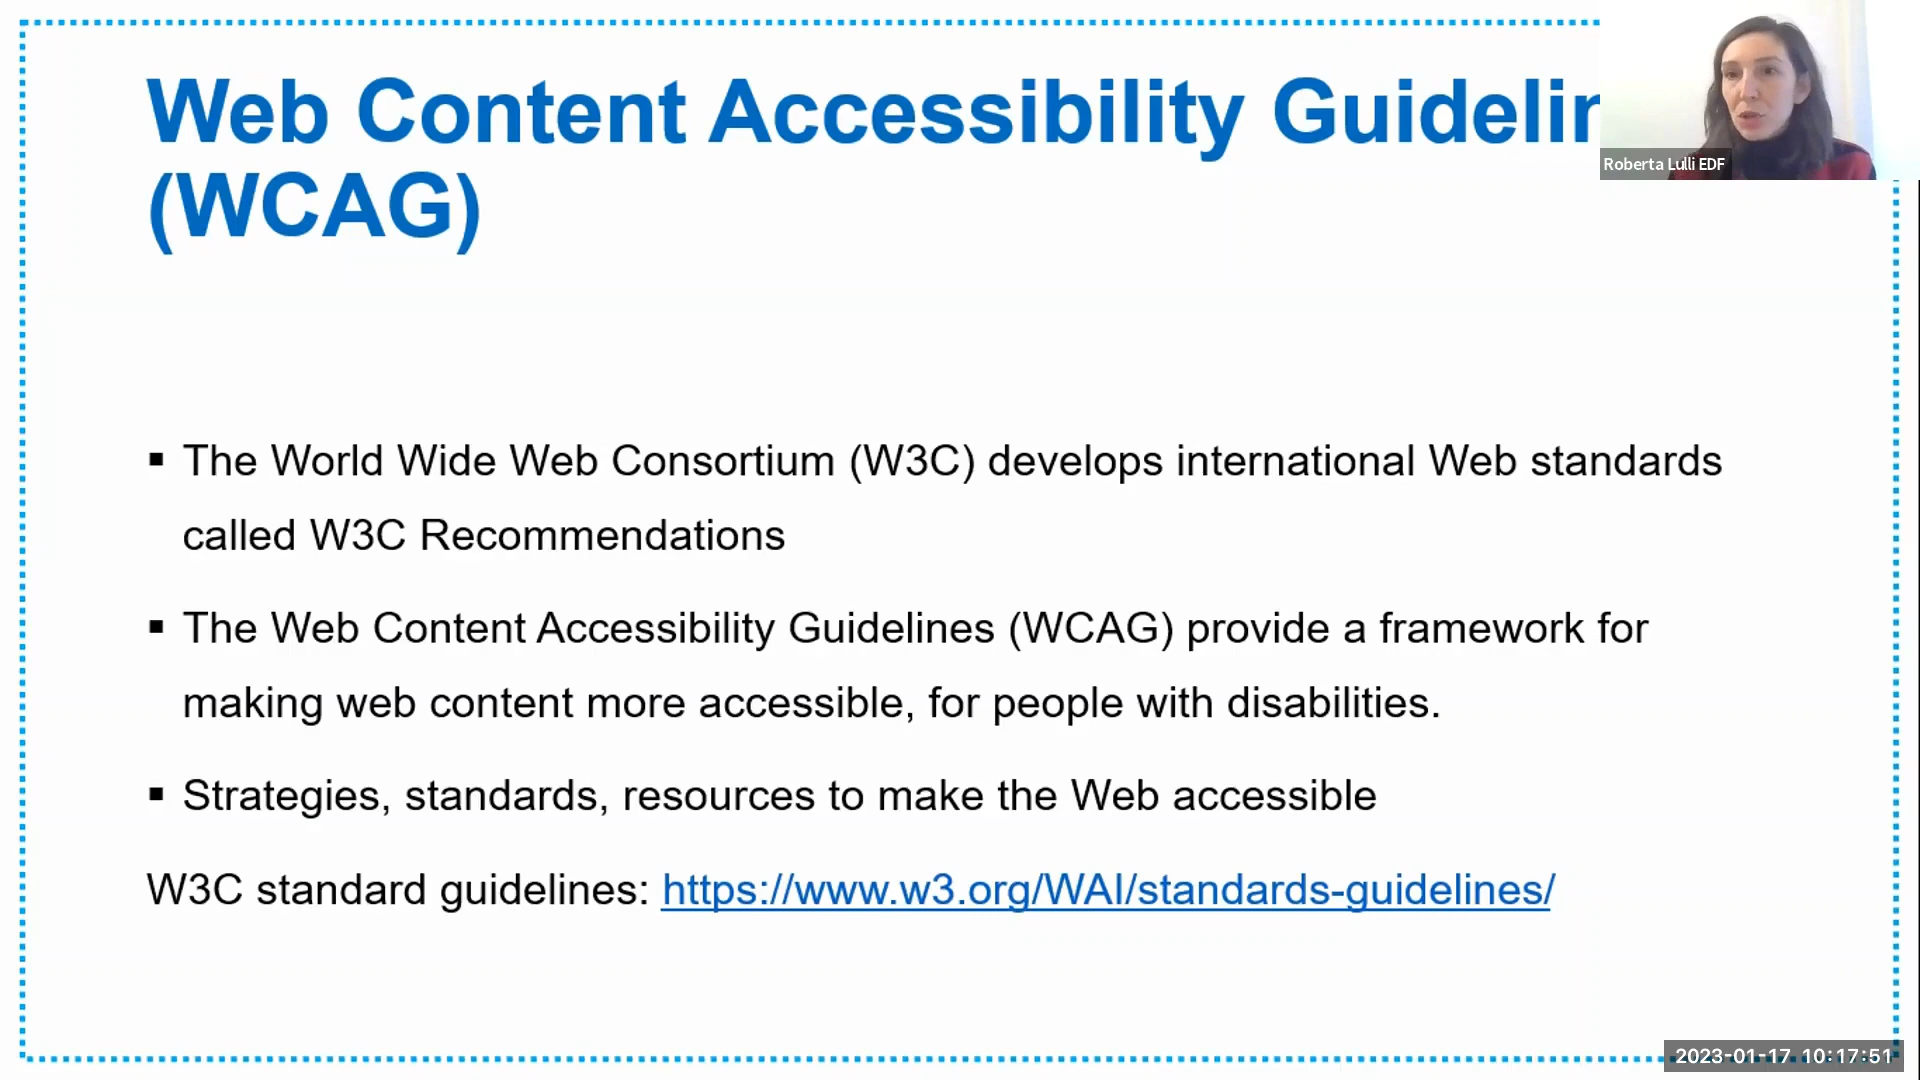 Web Content Accessibility Guidelin
(WCAG)
Roberta Lulli EDF
▪ The World Wide Web Consortium (W3C) develops international Web standards
called W3C Recommendations
▪ The Web Content Accessibility Guidelines (WCAG) provide a framework for
making web content more accessible, for people with disabilities.
▪ Strategies, standards, resources to make the Web accessible
W3C standard guidelines: https://www.w3.org/WAI/standards-guidelines/
2023-01-17 10:17:51